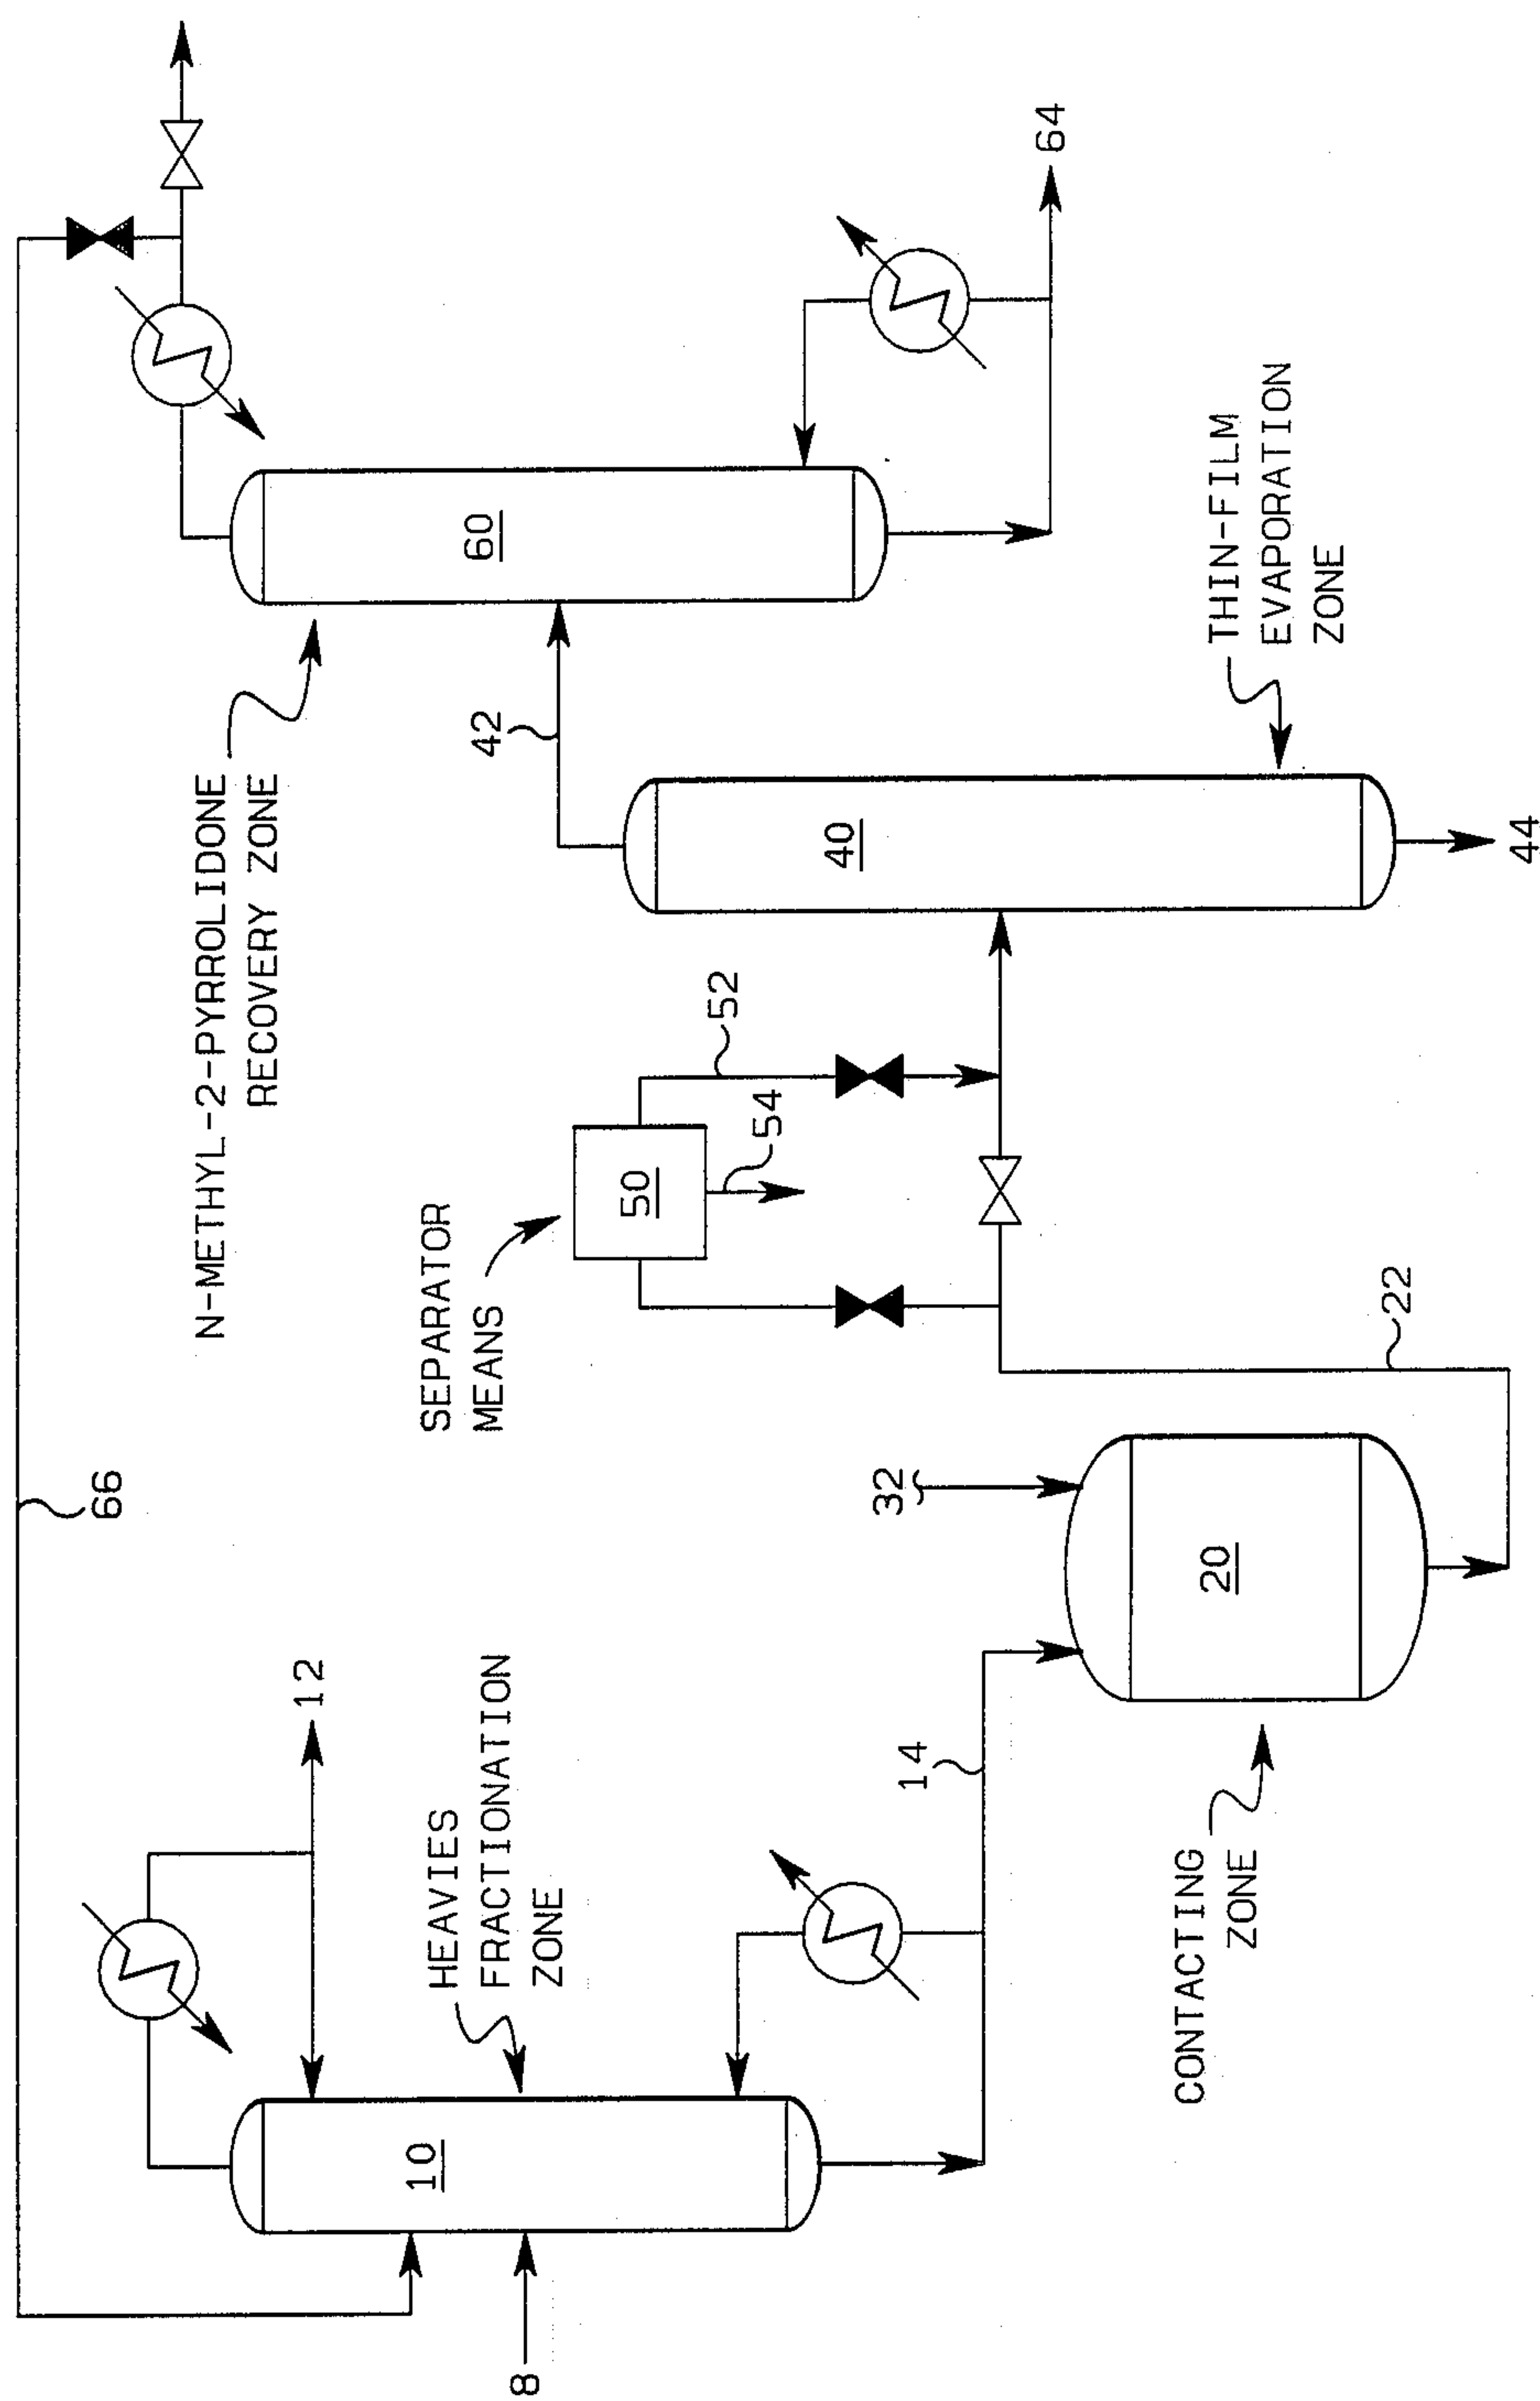 66
N-METHYL-2-PYRROLIDONE
RECOVERY ZONE
12
HEAVIES
FRACTIONATION
ZONE
10
8
SEPARATOR
MEANS
50
52
54
42
60
64
14
32
20
22
CONTACTING
ZONE
40
44
THIN-FILM
EVAPORATION
ZONE